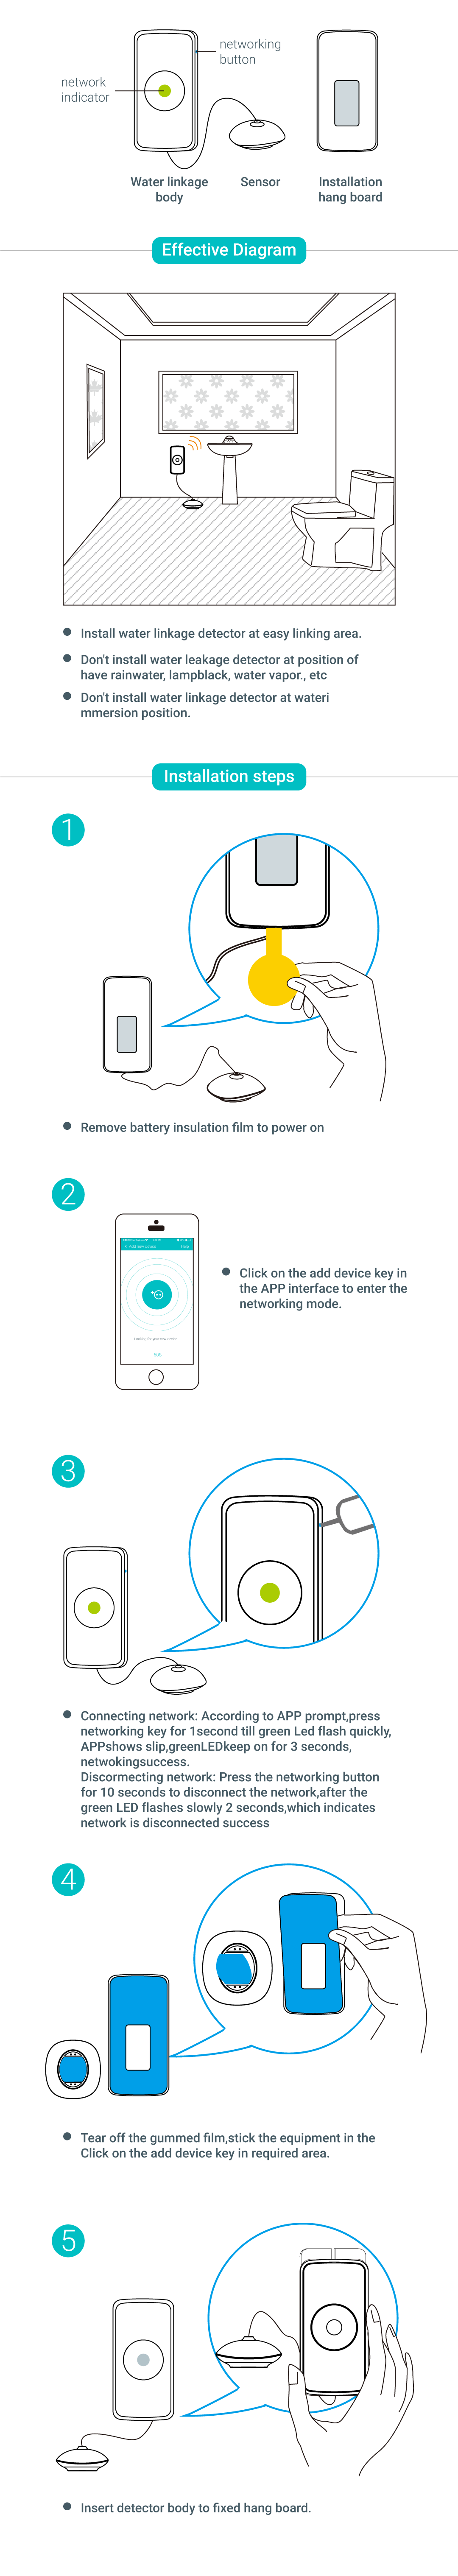 networking
button
network
indicator
Water linkage
body
Sensor
Installation
hang board
Effective Diagram
Install water linkage detector at easy linking area.
Don't install water leakage detector at position of
have rainwater, lampblack, water vapor., etc
Don't install water linkage detector at wateri
mmersion position.
Installation steps
1
Remove battery insulation film to power on
2
Click on the add device key in
the APP interface to enter the
networking mode.
3
Connecting network: According to APP prompt,press
networking key for 1second till green Led flash quickly,
APPshows slip,greenLEDkeep on for 3 seconds,
netwokingsuccess.
Discormecting network: Press the networking button
for 10 seconds to disconnect the network,after the
green LED flashes slowly 2 seconds,which indicates
network is disconnected success
4
Tear off the gummed film,stick the equipment in the
Click on the add device key in required area.
5
Insert detector body to fixed hang board.